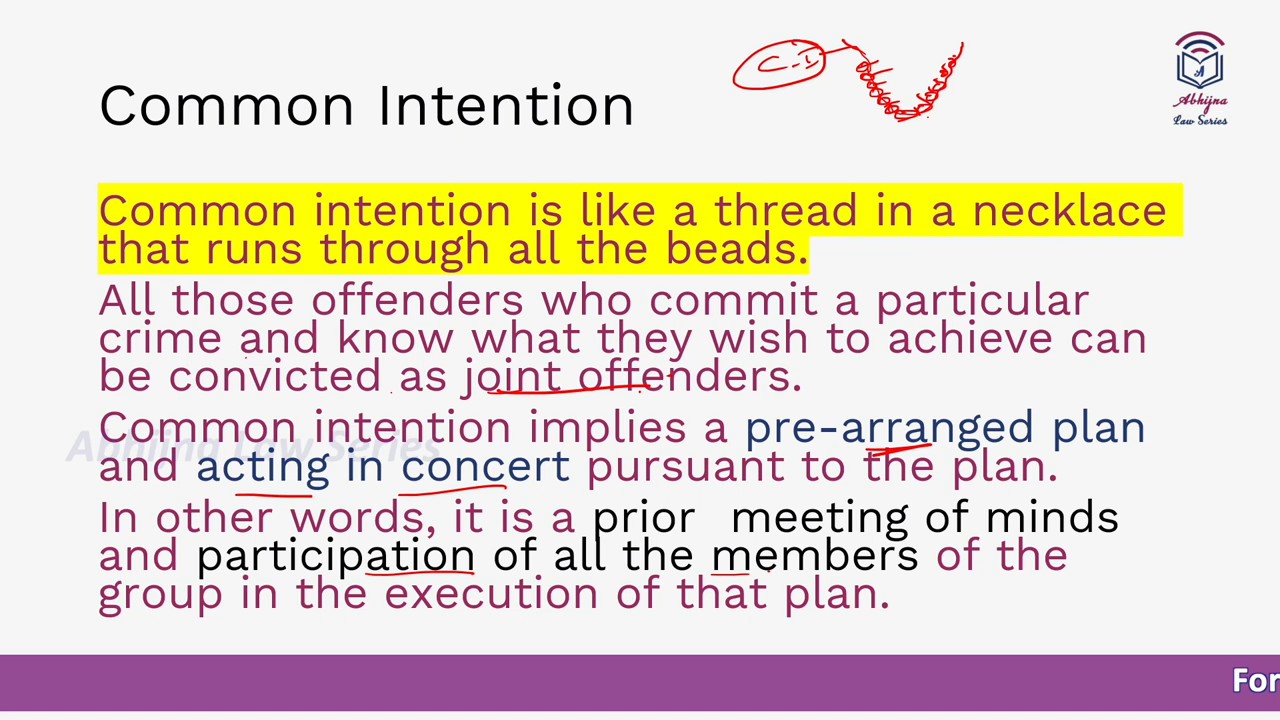 C-I
Abhijna
Law Series
Common Intention
Common intention is like a thread in a necklace
that runs through all the beads.
All those offenders who commit a particular
crime and know what they wish to achieve can
be convicted as joint offenders.
Common intention implies a pre-arranged plan
Abhijna Law Series
and acting in concert pursuant to the plan.
In other words, it is a prior meeting of minds
and participation of all the members of the
group in the execution of that plan.
For